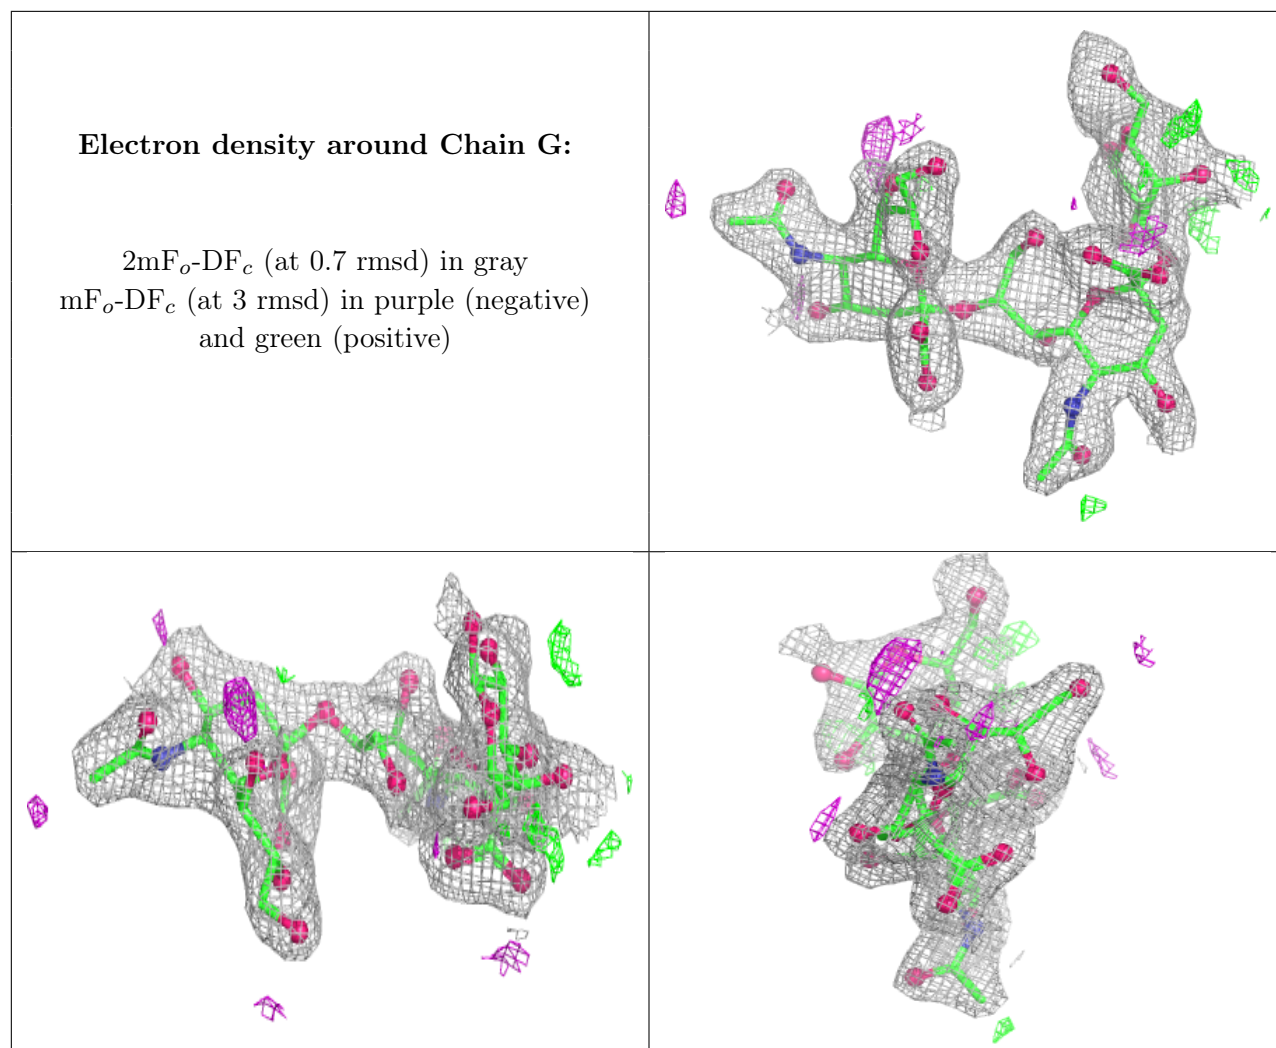 Electron density around Chain G:
2mFo-DFc (at 0.7 rmsd) in gray
mFo-DFc (at 3 rmsd) in purple (negative)
and green (positive)